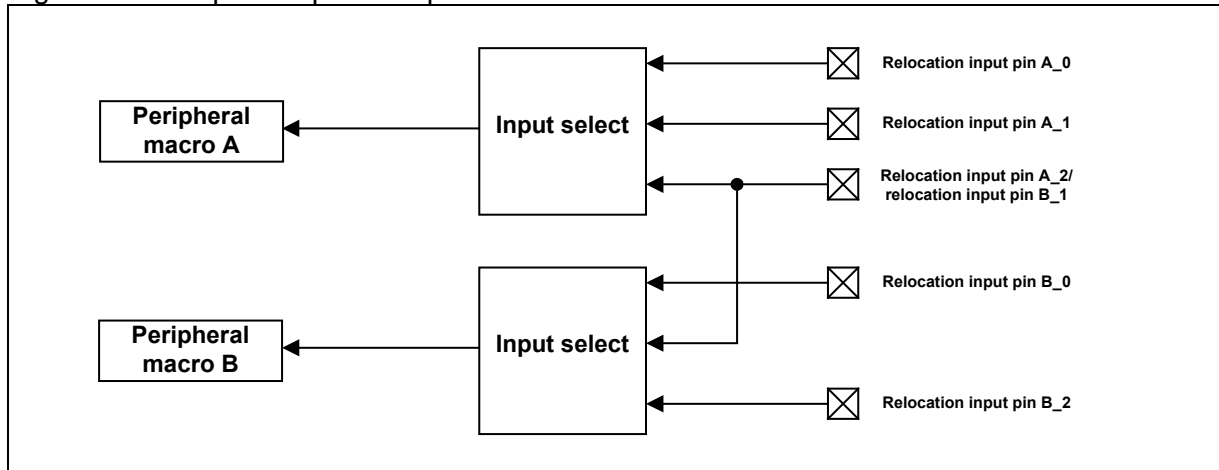 Relocation input pin A_0
Peripheral
macro A
Input select
Relocation input pin A_1
Relocation input pin A_2/
relocation input pin B_1
Relocation input pin B_0
Peripheral
macro B
Input select
Relocation input pin B_2